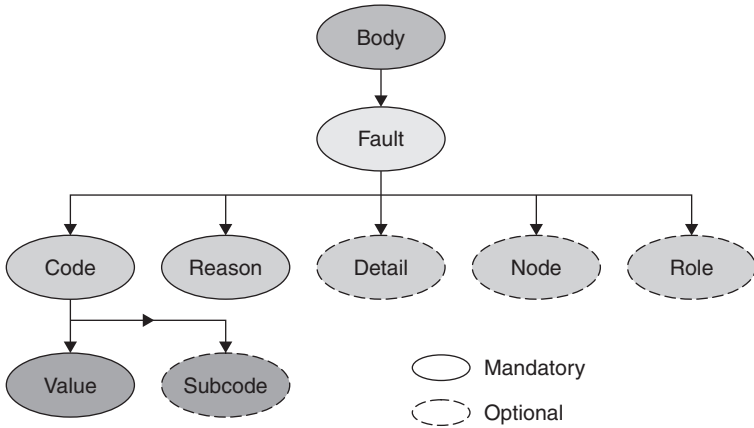 Body
Fault
Code Reason Detail Node Role
Value Subcode
Mandatory
Optional